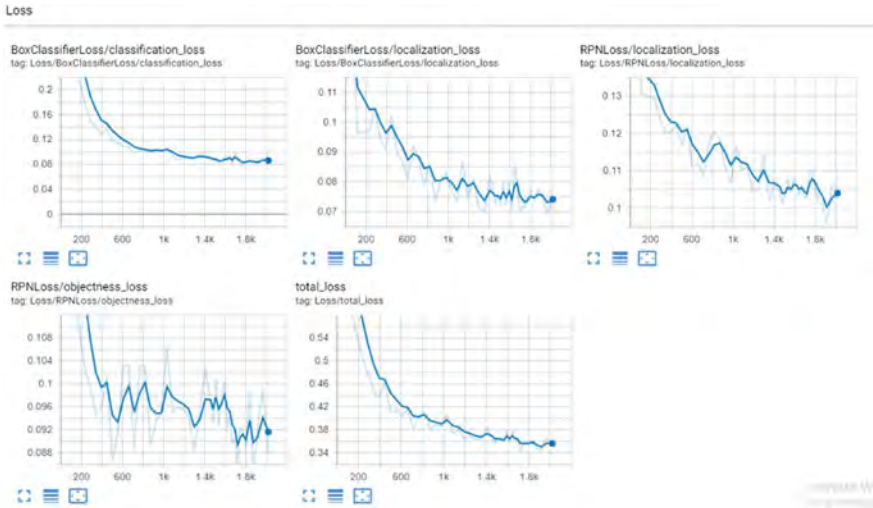 Loss
BoxClassifierLoss/classification_loss
tag: Loss/BoxClassifierLoss/classification_loss
0.2
0.16
0.12
0.08
0.04
0
200 600 1k 1.4k 1.8k
BoxClassifierLoss/localization_loss
tag: Loss/BoxClassifierLoss/localization_loss
0.11
0.1
0.09
0.08
0.07
200 600 1k 1.4k 1.8k
RPNLoss/localization_loss
tag: Loss/RPNLoss/localization_loss
0.13
0.12
0.11
0.1
200 600 1k 1.4k 1.8k
RPNLoss/objectness_loss
tag: Loss/RPNLoss/objectness_loss
0.108
0.104
0.1
0.096
0.092
0.088
200 600 1k 1.4k 1.8k
total_loss
tag: Loss/total_loss
0.54
0.5
0.46
0.42
0.38
0.34
200 600 1k 1.4k 1.8k